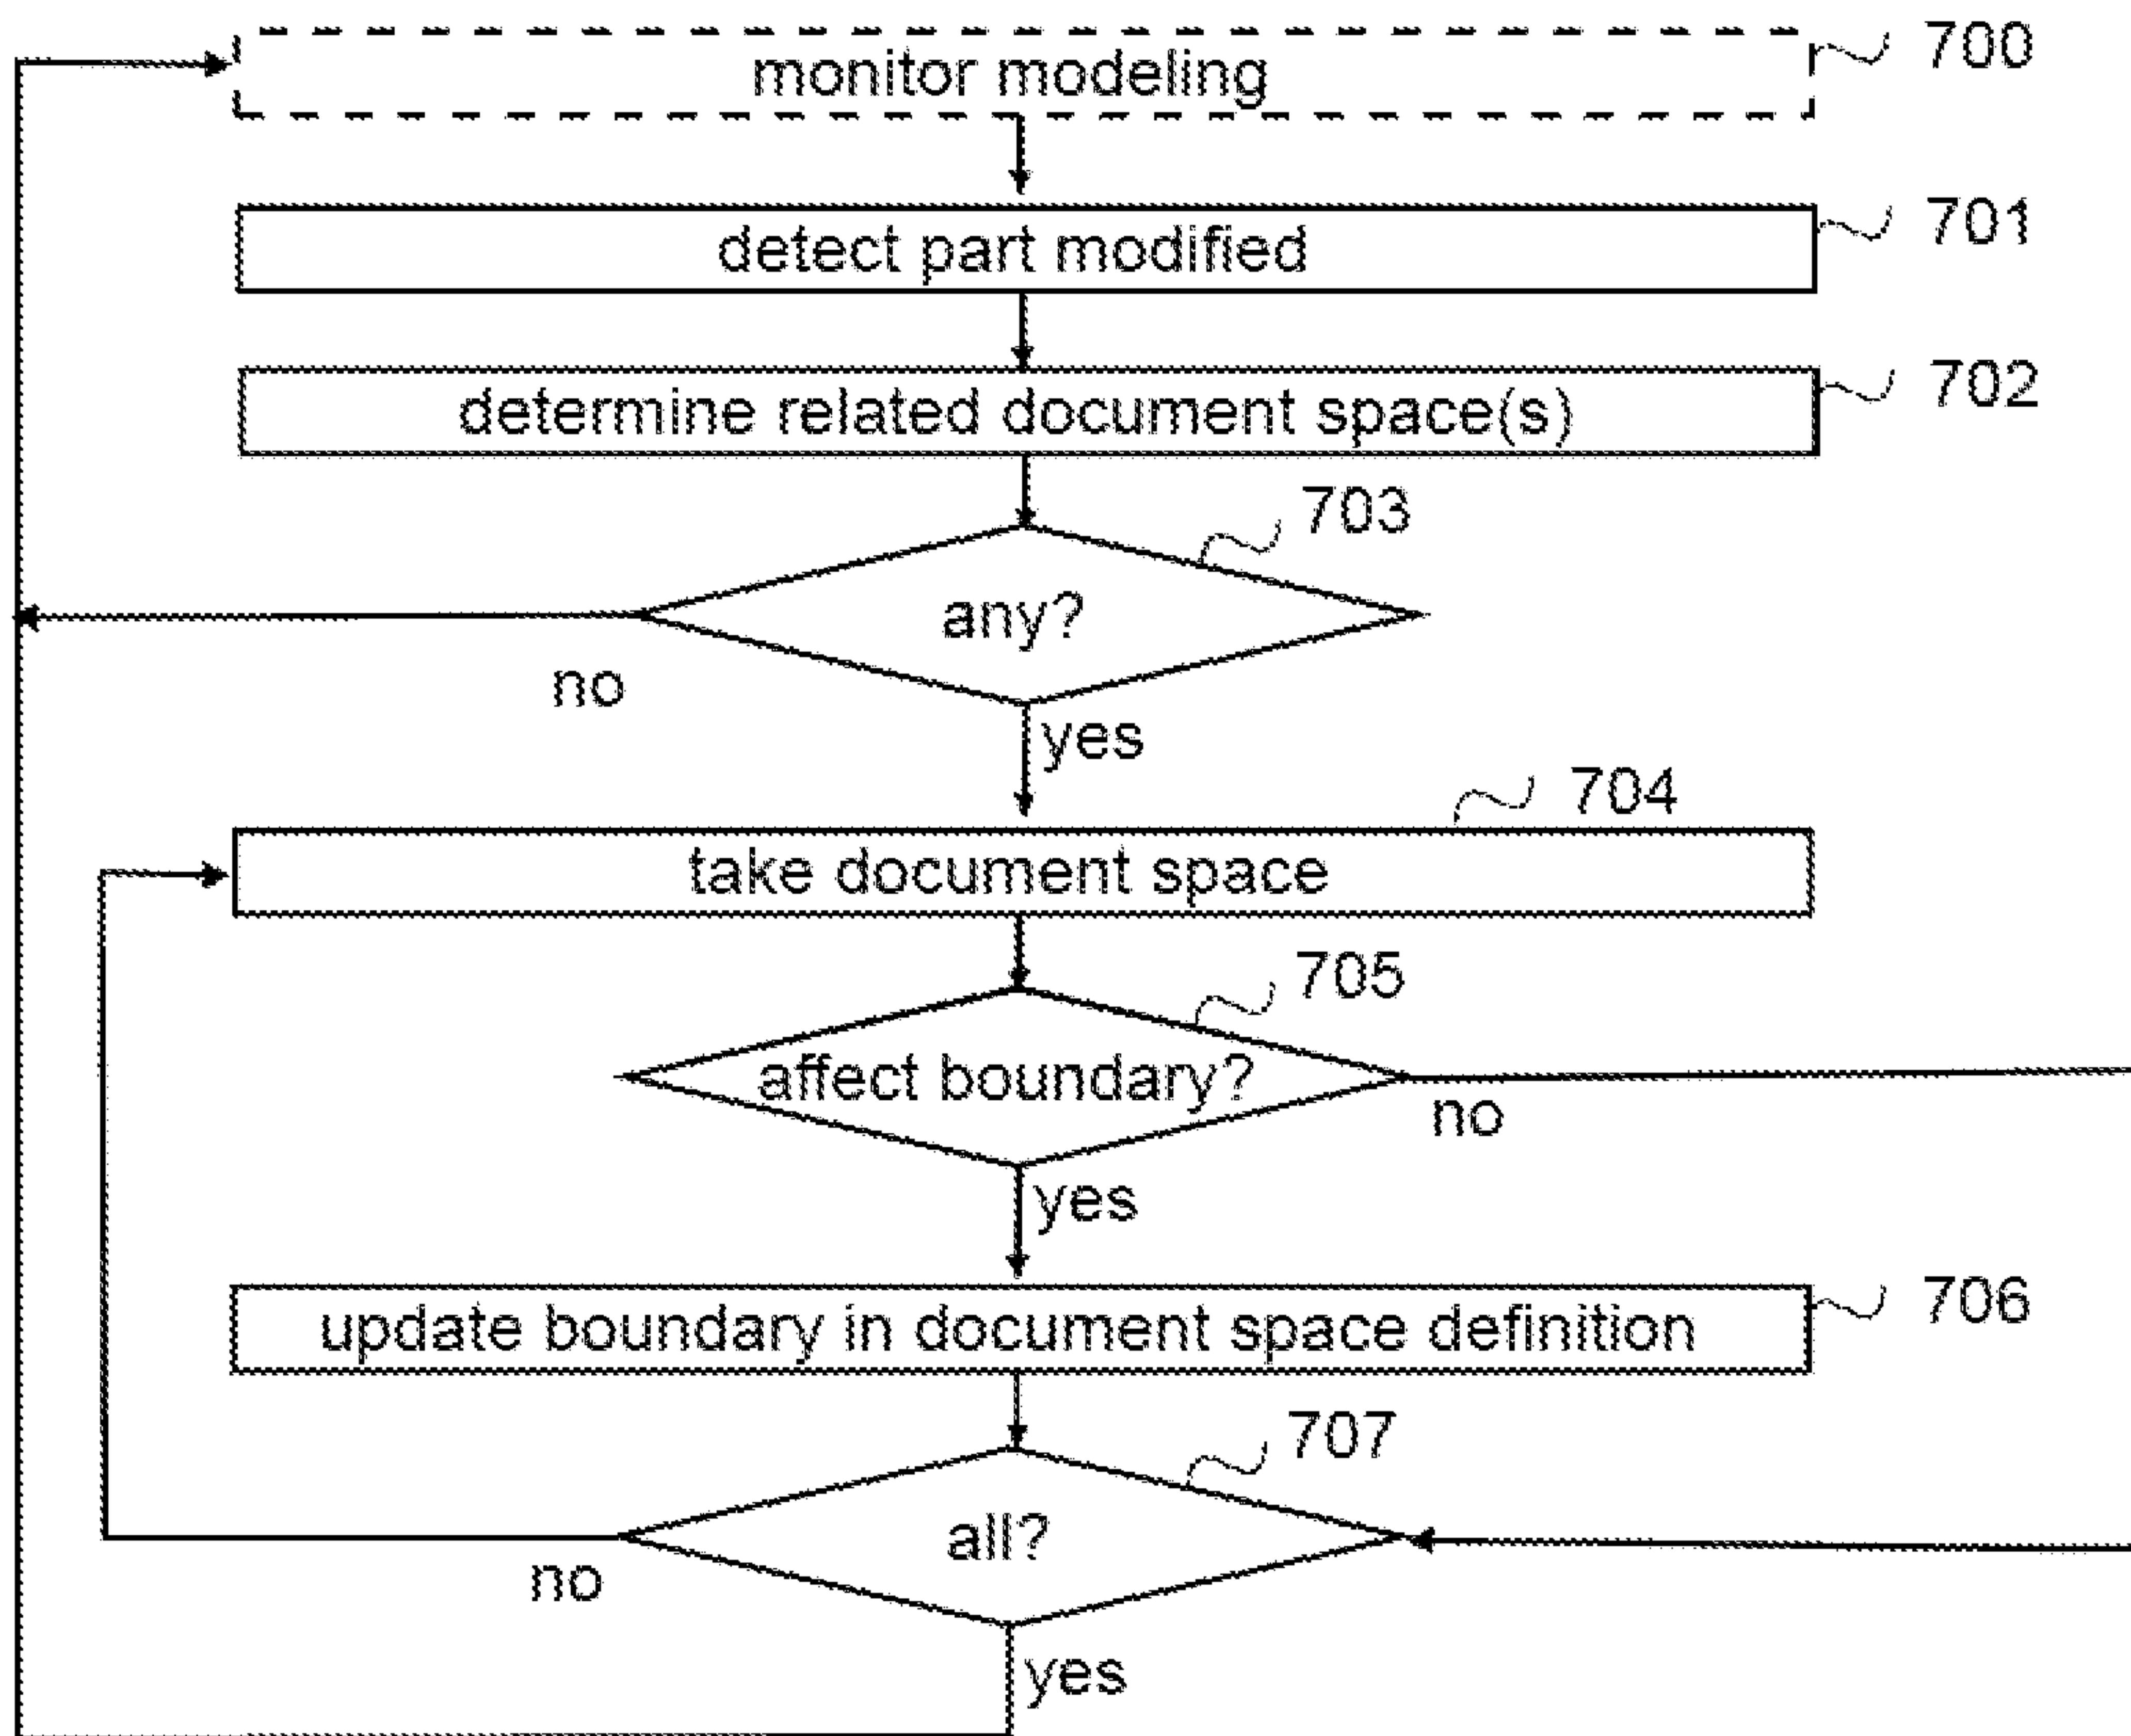 monitor modeling 700
detect part modified 701
determine related document space(s) 702
703
any?
no
yes
704
take document space
705
affect boundary?
no
yes
706
update boundary in document space definition
707
all?
no
yes